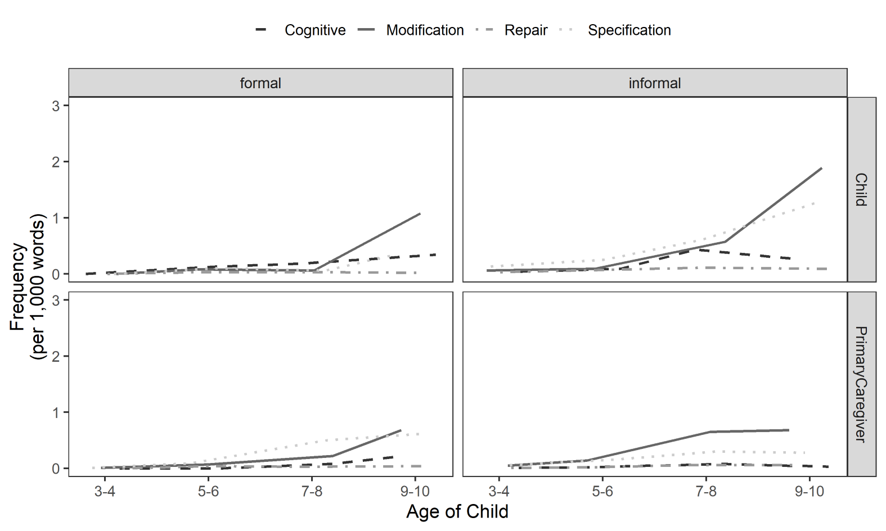 Cognitive Modification Repair Specification
formal informal
3
2
1
0
Child
3
2
1
0
PrimaryCaregiver
Frequency
(per 1,000 words)
3-4 5-6 7-8 9-10 3-4 5-6 7-8 9-10
Age of Child